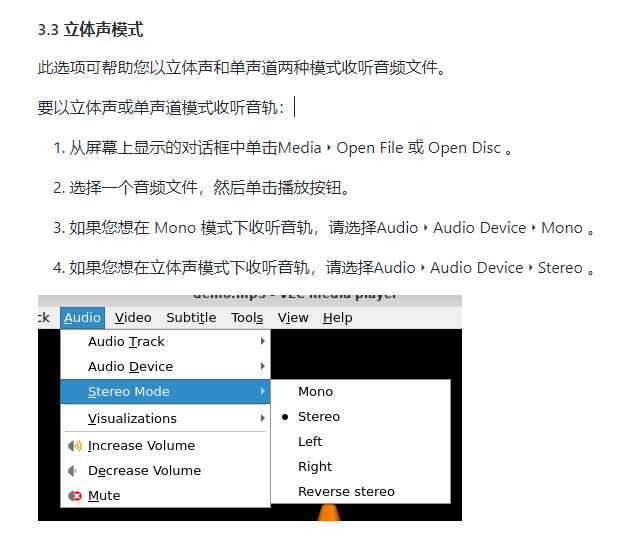 3.3 立体声模式
此选项可帮助您以立体声和单声道两种模式收听音频文件。
要以立体声或单声道模式收听音轨：
1. 从屏幕上显示的对话框中单击Media ‣ Open File 或 Open Disc 。
2. 选择一个音频文件，然后单击播放按钮。
3. 如果您想在 Mono 模式下收听音轨，请选择Audio ‣ Audio Device ‣ Mono 。
4. 如果您想在立体声模式下收听音轨，请选择Audio ‣ Audio Device ‣ Stereo 。
demo.mp3 - VLC media player
ck Audio Video Subtitle Tools View Help
Audio Track
Audio Device
Stereo Mode
Visualizations
Increase Volume
Decrease Volume
Mute
Mono
Stereo
Left
Right
Reverse stereo